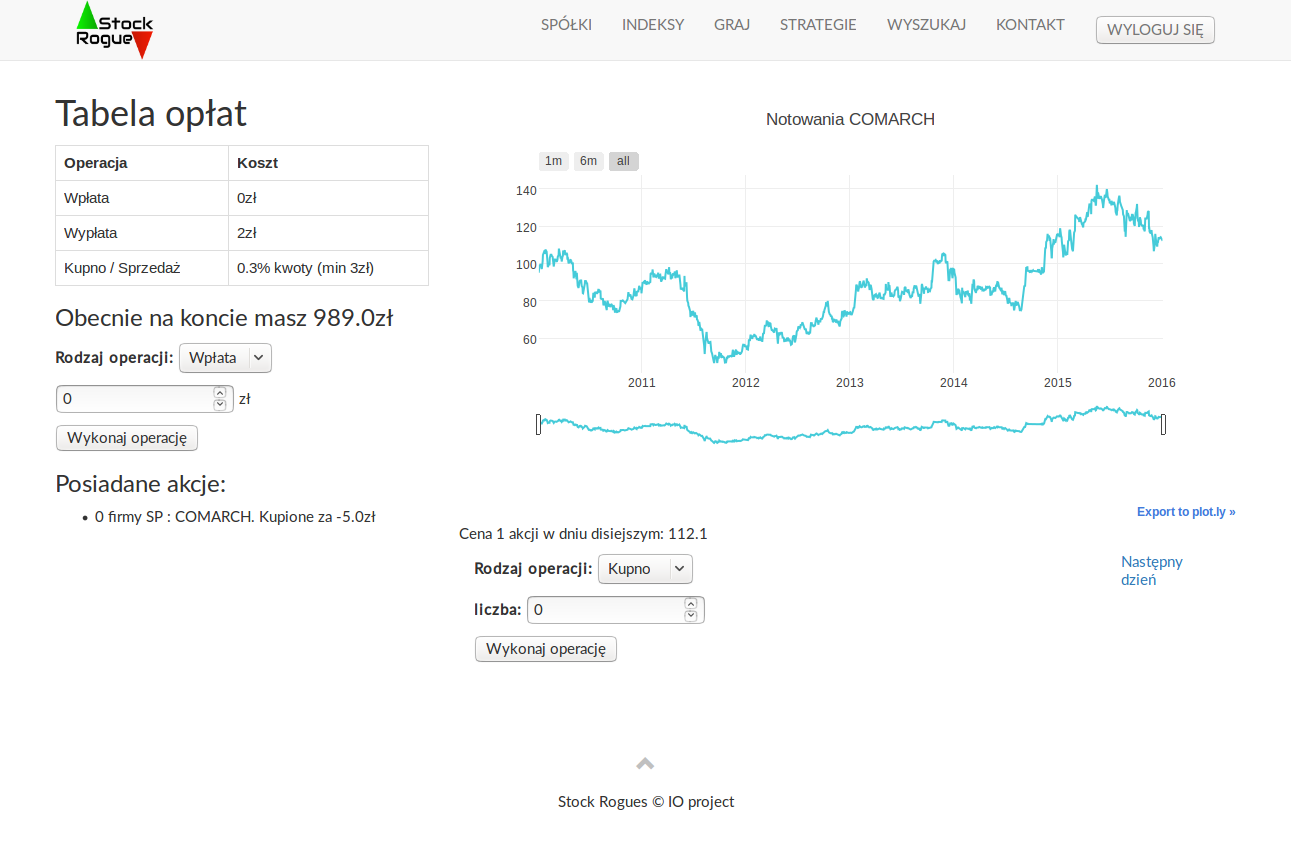 Stock
Rogue
SPÓŁKI INDEKSY GRAJ STRATEGIE WYSZUKAJ KONTAKT WYLOGUJ SIĘ
Tabela opłat
Operacja Koszt
Wpłata 0zł
Wypłata 2zł
Kupno / Sprzedaż 0.3% kwoty (min 3zł)
Obecnie na koncie masz 989.0zł
Rodzaj operacji: Wpłata
0 zł
Wykonaj operację
Posiadane akcje:
• 0 firmy SP : COMARCH. Kupione za -5.0zł
Notowania COMARCH
1m 6m all
140
120
100
80
60
2011 2012 2013 2014 2015 2016
Export to plot.ly »
Cena 1 akcji w dniu disiejszym: 112.1
Rodzaj operacji: Kupno
liczba: 0
Wykonaj operację
Następny
dzień
Stock Rogues © IO project